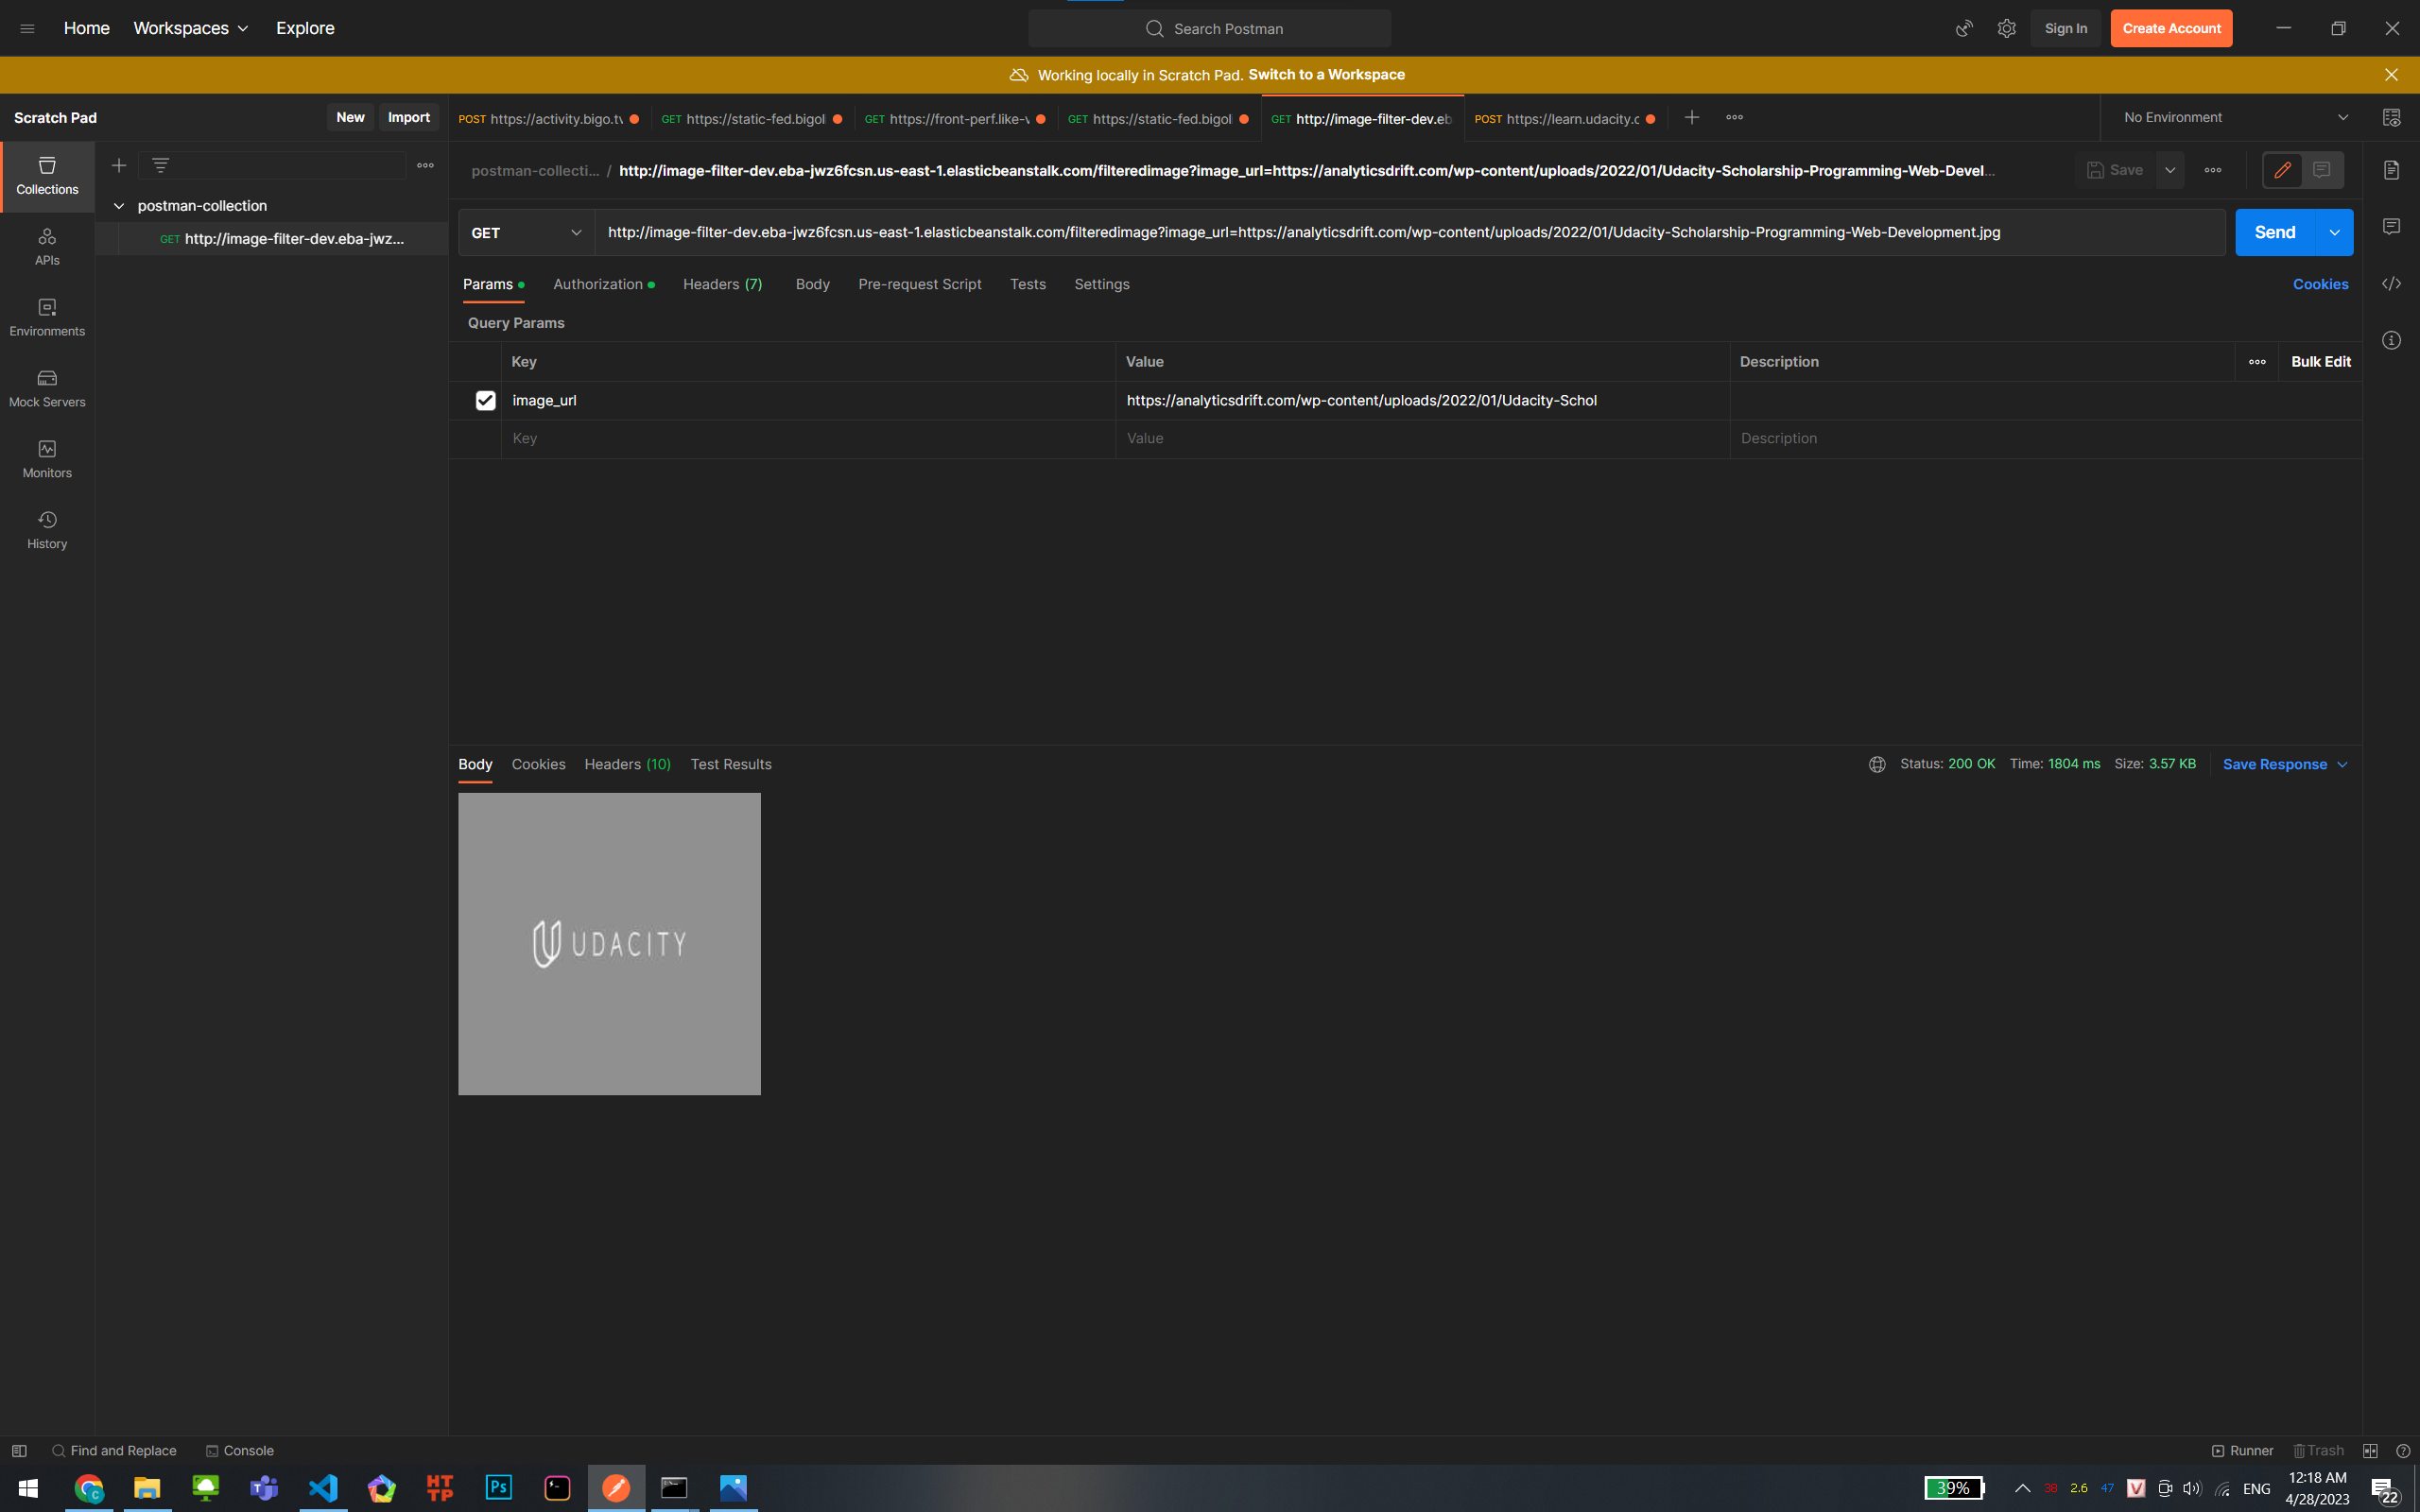 Home Workspaces Explore Search Postman Sign In Create Account
Working locally in Scratch Pad. Switch to a Workspace
Scratch Pad New Import
POST https://activity.bigo.tv GET https://static-fed.bigol GET https://front-perf.like-v GET https://static-fed.bigol GET http://image-filter-dev.eb POST https://learn.udacity.c No Environment
postman-collecti... / http://image-filter-dev.eba-jwz6fcsn.us-east-1.elasticbeanstalk.com/filteredimage?image_url=https://analyticsdrift.com/wp-content/uploads/2022/01/Udacity-Scholarship-Programming-Web-Devel... Save
Collections
postman-collection
GET http://image-filter-dev.eba-jwz...
APIs
Environments
Mock Servers
Monitors
History
GET http://image-filter-dev.eba-jwz6fcsn.us-east-1.elasticbeanstalk.com/filteredimage?image_url=https://analyticsdrift.com/wp-content/uploads/2022/01/Udacity-Scholarship-Programming-Web-Development.jpg Send
Params Authorization Headers (7) Body Pre-request Script Tests Settings Cookies
Query Params
Key Value Description Bulk Edit
image_url https://analyticsdrift.com/wp-content/uploads/2022/01/Udacity-Schol
Key Value Description
Body Cookies Headers (10) Test Results Status: 200 OK Time: 1804 ms Size: 3.57 KB Save Response
UDACITY
Find and Replace Console Runner Trash
C T HTTP Ps 39% 38 2.6 47 V ENG 12:18 AM
4/28/2023 22